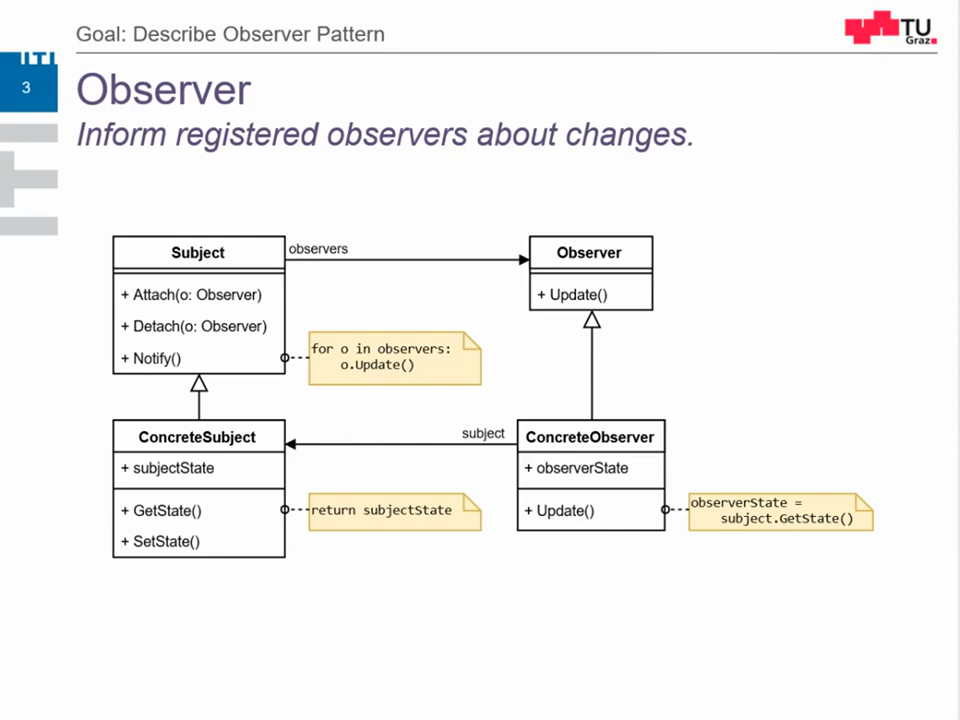 Goal: Describe Observer Pattern
TU
Graz
ITI
3
Observer
Inform registered observers about changes.
Subject
+ Attach(o: Observer)
+ Detach(o: Observer)
+ Notify()
observers
Observer
+ Update()
for o in observers:
o.Update()
ConcreteSubject
+ subjectState
+ GetState()
+ SetState()
subject
ConcreteObserver
+ observerState
+ Update()
return subjectState
observerState =
subject.GetState()